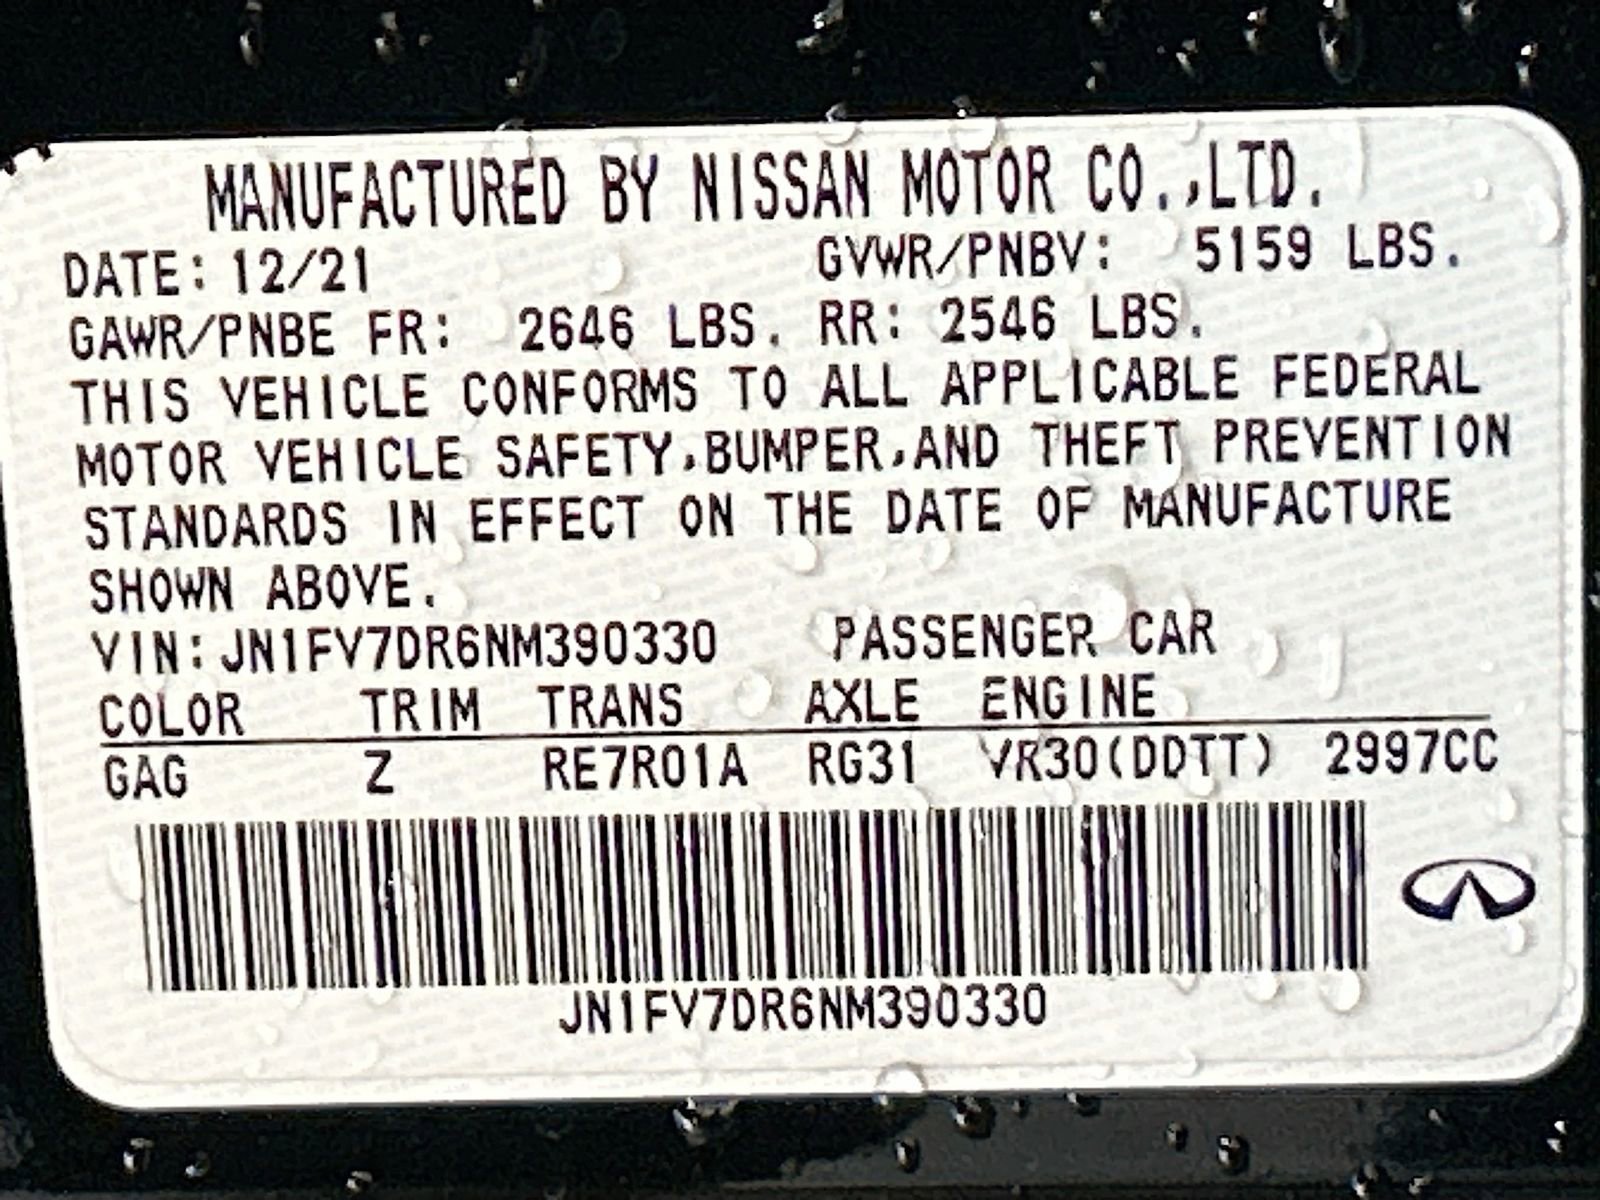 MANUFACTURED BY NISSAN MOTOR CO.,LTD.
DATE: 12/21 GVWR/PNBV: 5159 LBS.
GAWR/PNBE FR: 2646 LBS. RR: 2546 LBS.
THIS VEHICLE CONFORMS TO ALL APPLICABLE FEDERAL
MOTOR VEHICLE SAFETY,BUMPER,AND THEFT PREVENTION
STANDARDS IN EFFECT ON THE DATE OF MANUFACTURE
SHOWN ABOVE.
VIN:JN1FV7DR6NM390330 PASSENGER CAR
COLOR TRIM TRANS AXLE ENGINE
GAG Z RE7R01A RG31 VR30(DDTT) 2997CC
JN1FV7DR6NM390330